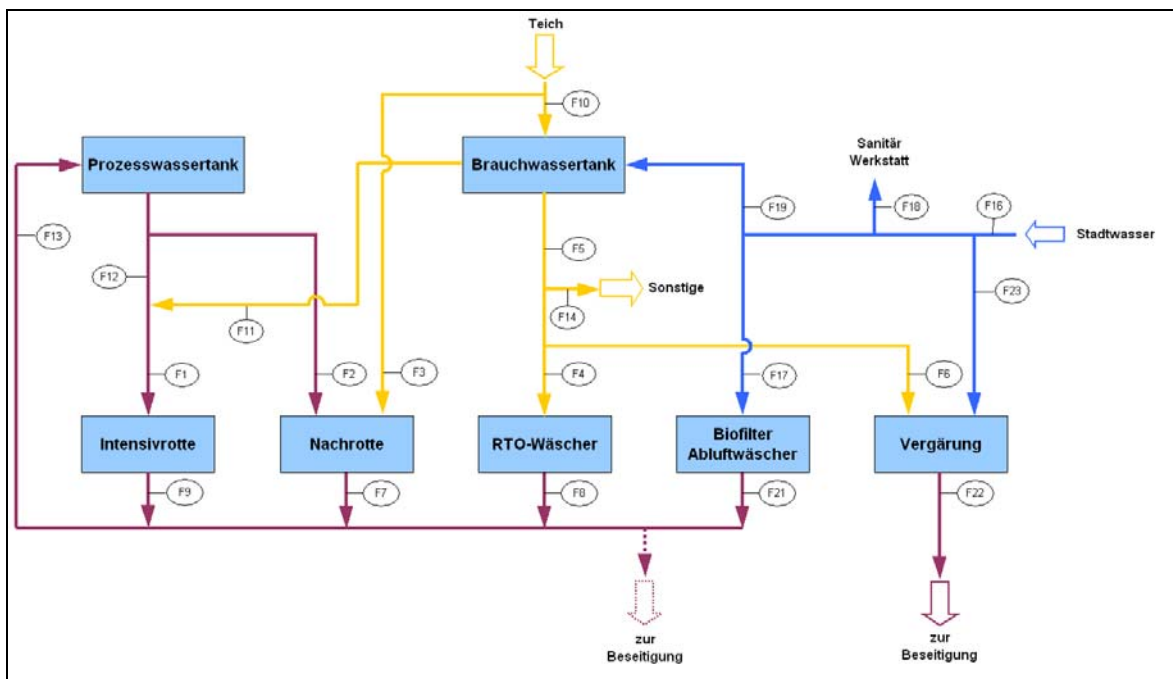 Teich
F10
Prozesswassertank
Brauchwassertank
Sanitär
Werkstatt
F13
F19
F18
F16
Stadtwasser
F5
F12
F11
F14
Sonstige
F23
F1
F2
F3
F4
F17
F6
Intensivrotte
Nachrotte
RTO-Wäscher
Biofilter
Abluftwäscher
Vergärung
F9
F7
F8
F21
F22
zur
Beseitigung
zur
Beseitigung